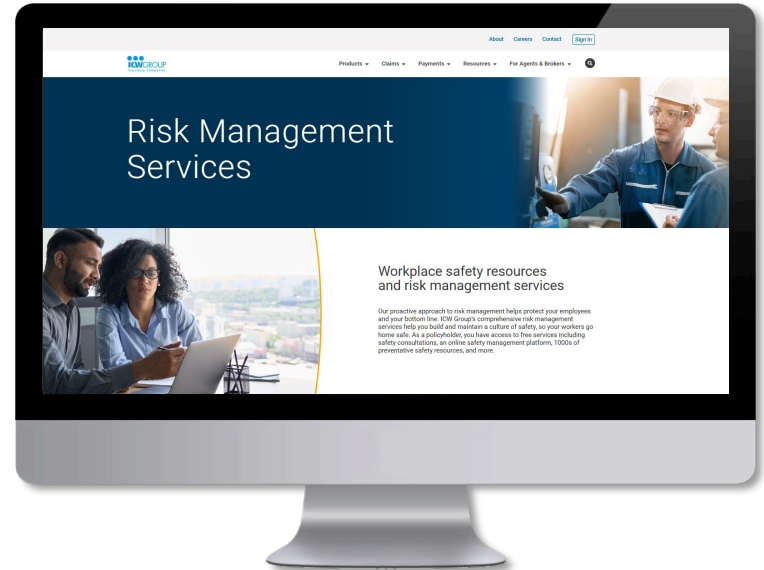 About Careers Contact Sign In
ICWGROUP
Insurance Companies
Products Claims Payments Resources For Agents & Brokers
Risk Management
Services
Workplace safety resources
and risk management services
Our proactive approach to risk management helps protect your employees
and your bottom line. ICW Group's comprehensive risk management
services help you build and maintain a culture of safety, so your workers go
home safe. As a policyholder, you have access to free services including
safety consultations, an online safety management platform, 1000s of
preventative safety resources, and more.